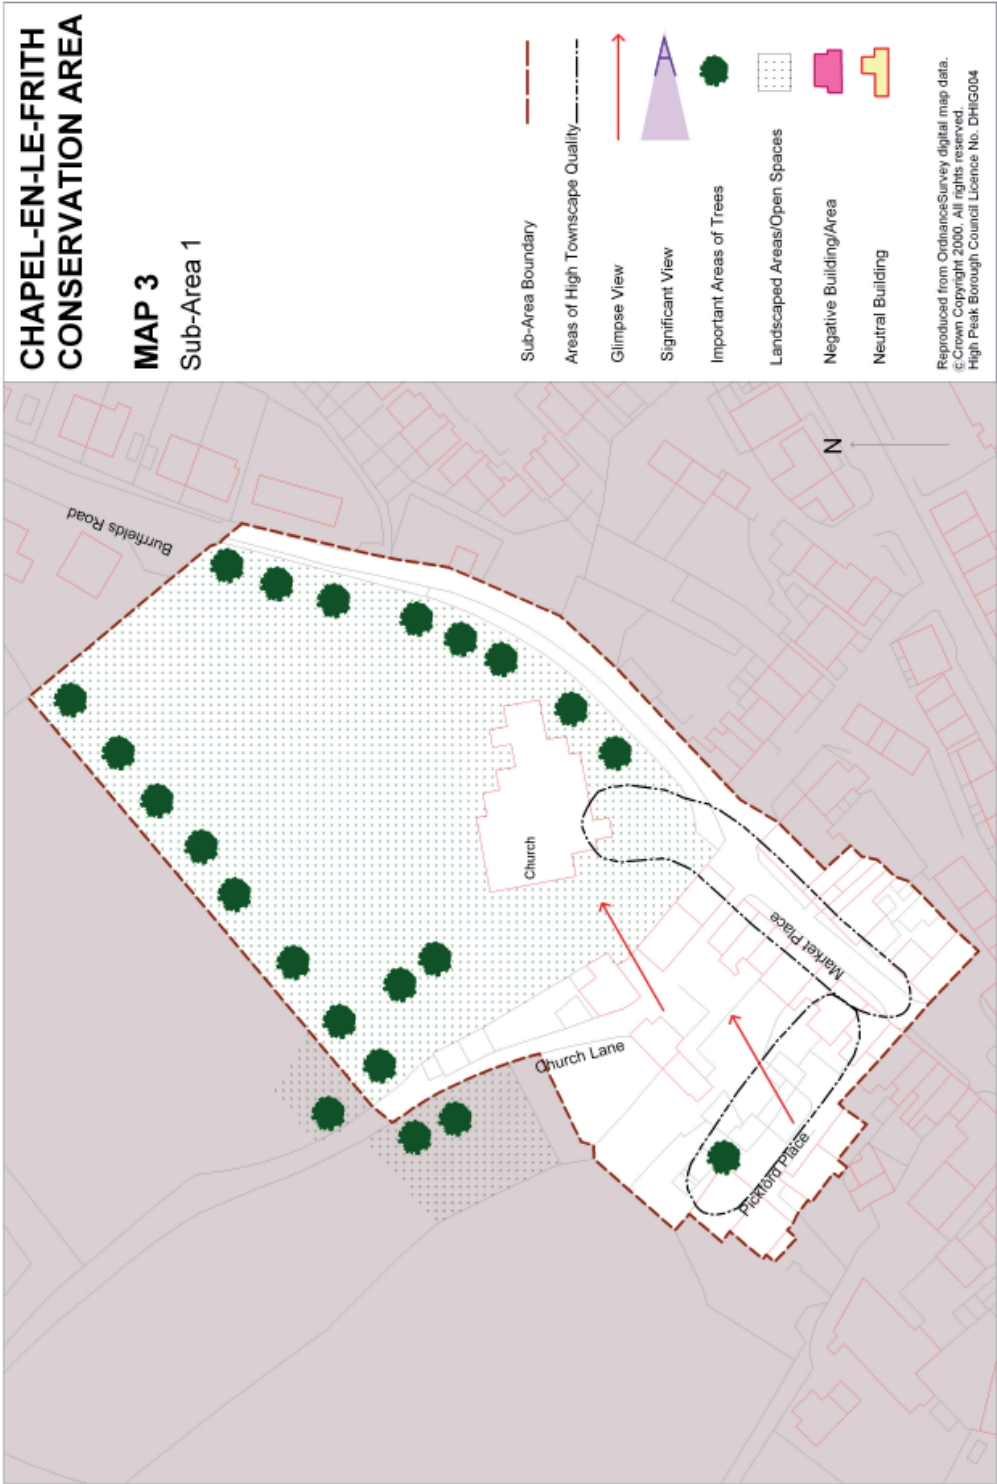 CHAPEL-EN-LE-FRITH
CONSERVATION AREA
MAP 3
Sub-Area 1
Sub-Area Boundary
Areas of High Townscape Quality
Glimpse View
Significant View
Important Areas of Trees
Landscaped Areas/Open Spaces
Negative Building/Area
Neutral Building
Reproduced from OrdnanceSurvey digital map data.
© Crown Copyright 2000. All rights reserved.
High Peak Borough Council Licence No. DHIG004
N
Burrfields Road
Church
Market Place
Church Lane
Pickford Place